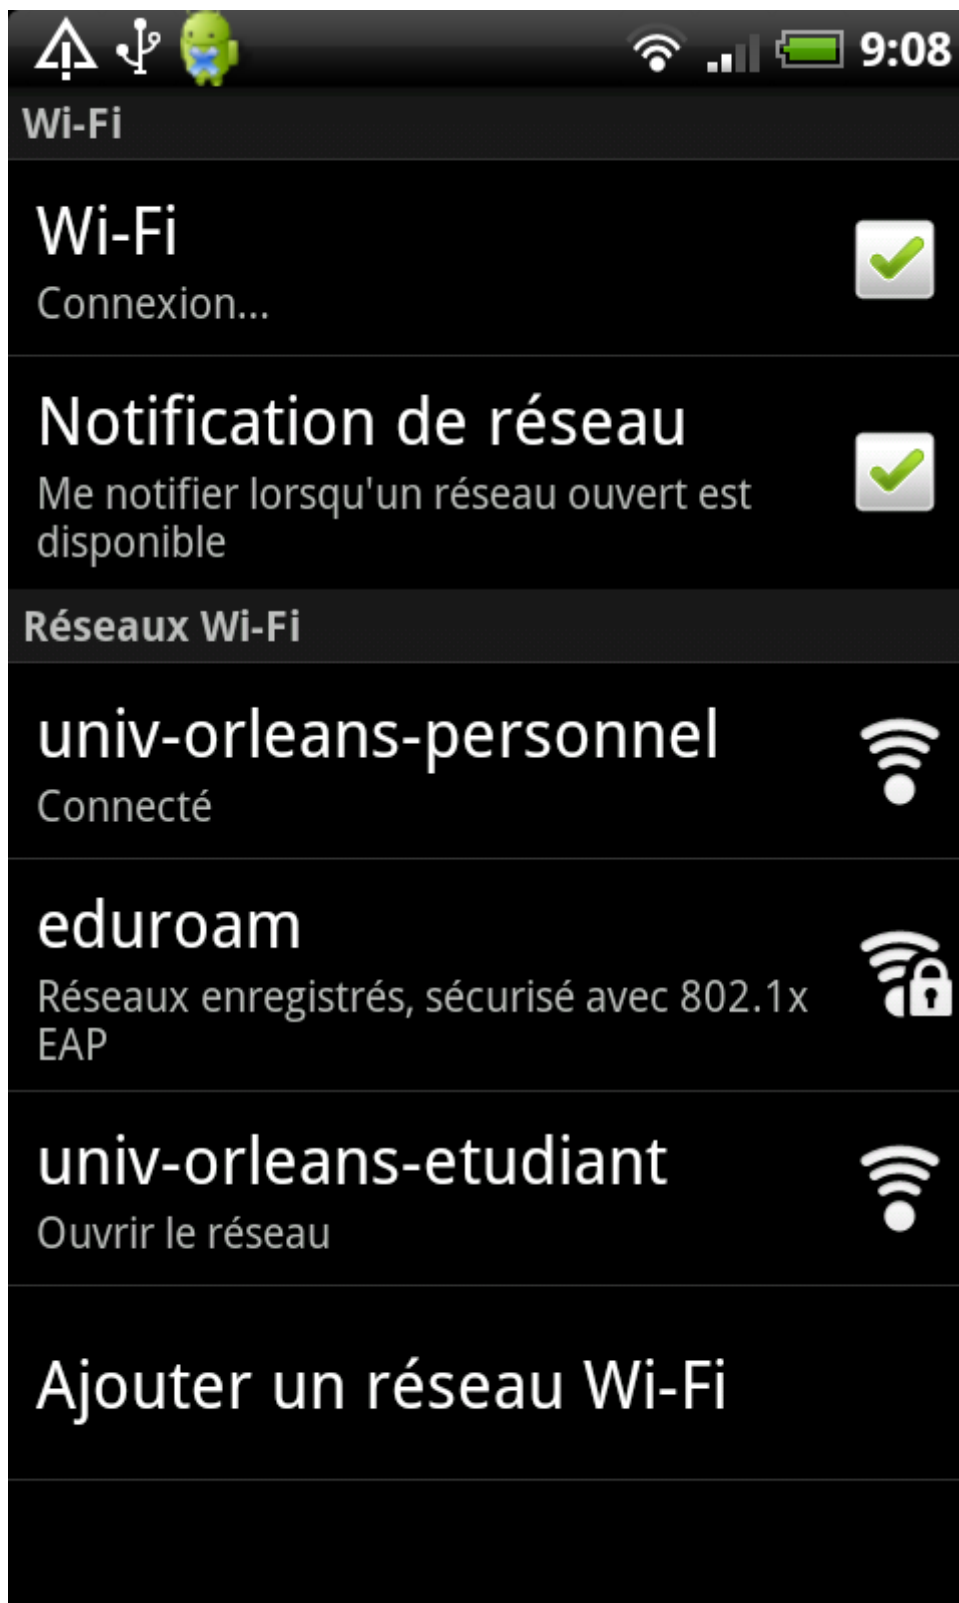 9:08
Wi-Fi
Wi-Fi
Connexion...
Notification de réseau
Me notifier lorsqu'un réseau ouvert est
disponible
Réseaux Wi-Fi
univ-orleans-personnel
Connecté
eduroam
Réseaux enregistrés, sécurisé avec 802.1x
EAP
univ-orleans-etudiant
Ouvrir le réseau
Ajouter un réseau Wi-Fi